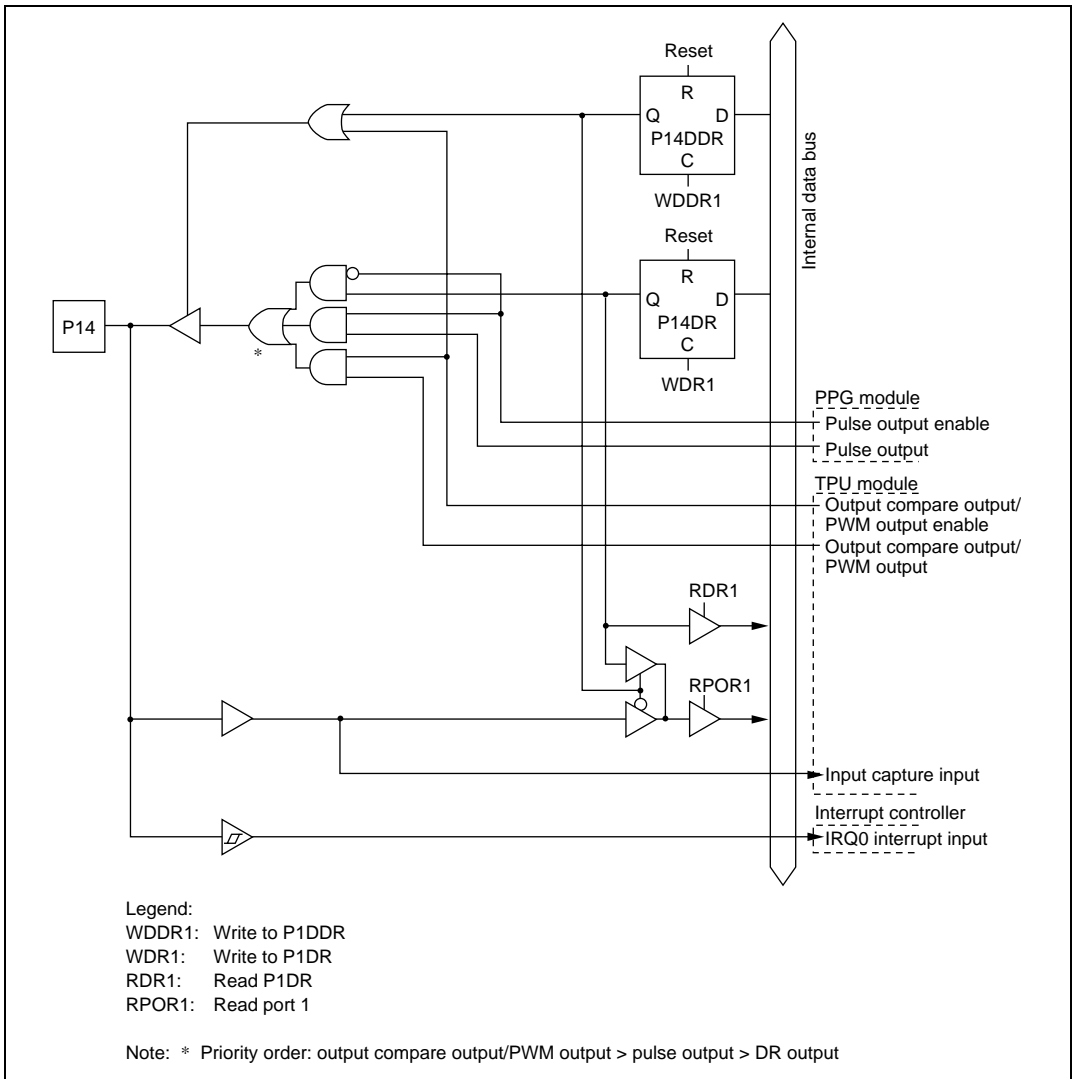 Reset
R
Q D
P14DDR
C
WDDR1
Internal data bus
Reset
R
Q D
P14DR
C
WDR1
P14
*
PPG module
Pulse output enable
Pulse output
TPU module
Output compare output/
PWM output enable
Output compare output/
PWM output
RDR1
RPOR1
Input capture input
Interrupt controller
IRQ0 interrupt input
Legend:
WDDR1: Write to P1DDR
WDR1: Write to P1DR
RDR1: Read P1DR
RPOR1: Read port 1
Note: * Priority order: output compare output/PWM output > pulse output > DR output